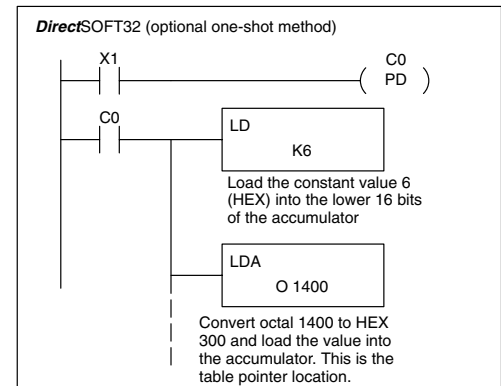 DirectSOFT32 (optional one-shot method)
X1
C0
PD
C0
LD
K6
Load the constant value 6
(HEX) into the lower 16 bits
of the accumulator
LDA
O 1400
Convert octal 1400 to HEX
300 and load the value into
the accumulator. This is the
table pointer location.